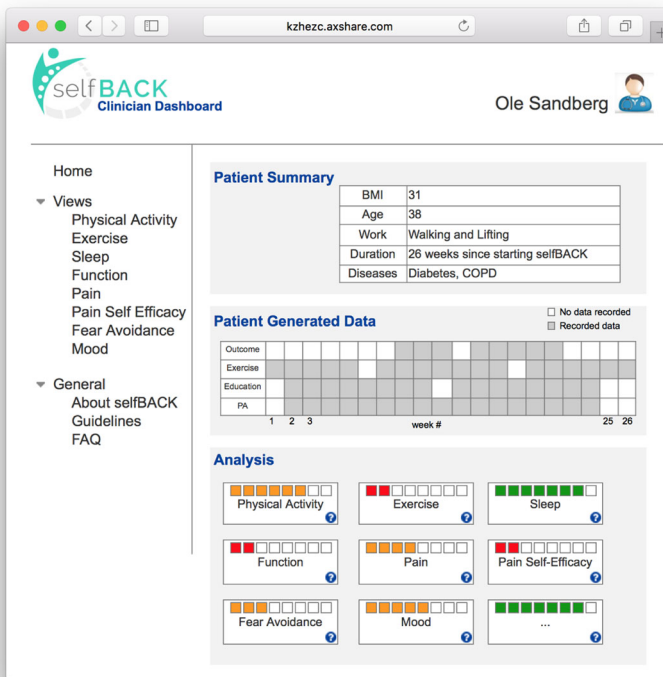 kzhezc.axshare.com
selfBACK
Clinician Dashboard
Ole Sandberg
Home
Views
Physical Activity
Exercise
Sleep
Function
Pain
Pain Self Efficacy
Fear Avoidance
Mood
General
About selfBACK
Guidelines
FAQ
Patient Summary
BMI 31
Age 38
Work Walking and Lifting
Duration 26 weeks since starting selfBACK
Diseases Diabetes, COPD
Patient Generated Data
No data recorded
Recorded data
Outcome
Exercise
Education
PA
1 2 3 week # 25 26
Analysis
Physical Activity ?
Exercise ?
Sleep ?
Function ?
Pain ?
Pain Self-Efficacy ?
Fear Avoidance ?
Mood ?
... ?